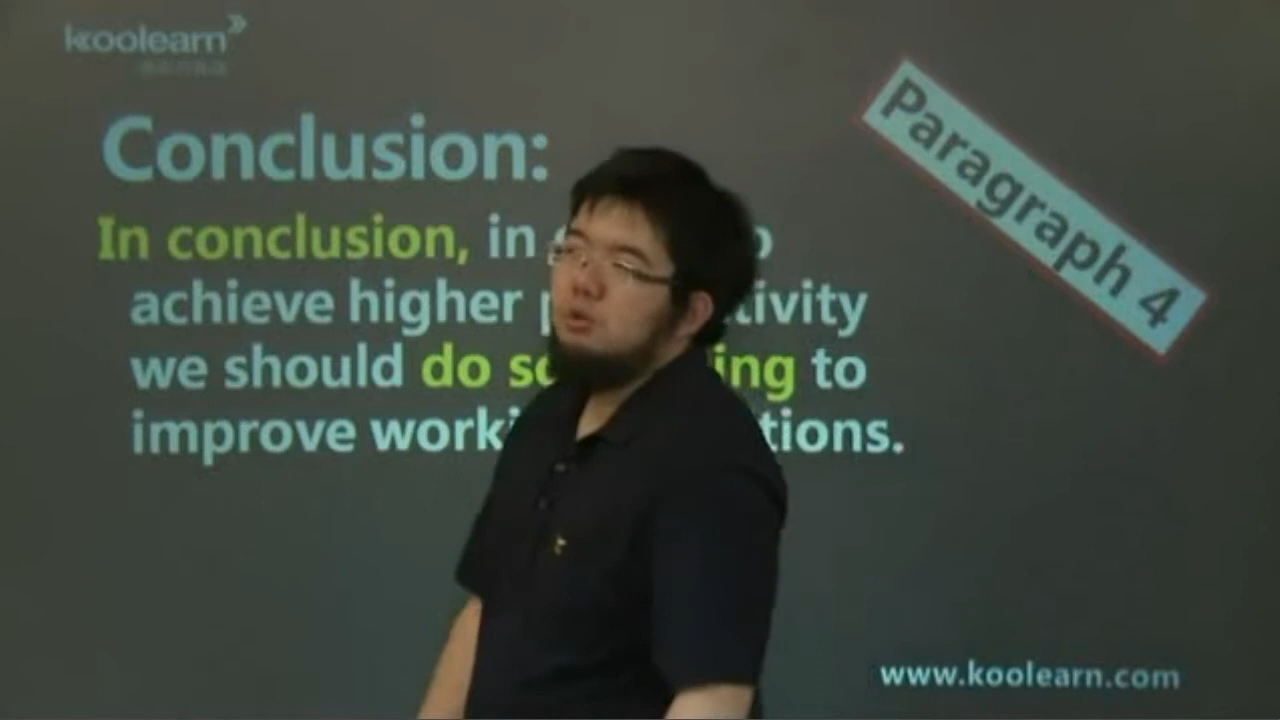 koolearn
Conclusion:
Paragraph 4
In conclusion, in
achieve higher
we should do to
improve
www.koolearn.com